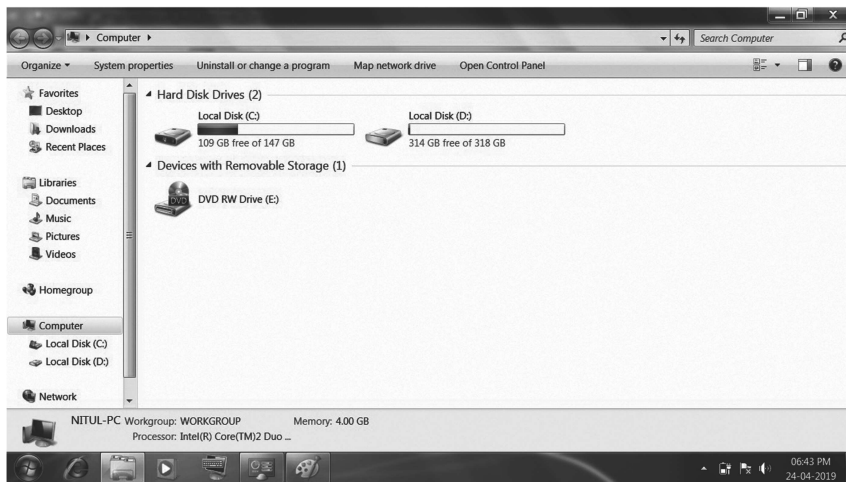 Computer
Search Computer
Organize
System properties
Uninstall or change a program
Map network drive
Open Control Panel
Favorites
Desktop
Downloads
Recent Places
Libraries
Documents
Music
Pictures
Videos
Homegroup
Computer
Local Disk (C:)
Local Disk (D:)
Network
Hard Disk Drives (2)
Local Disk (C:)
109 GB free of 147 GB
Local Disk (D:)
314 GB free of 318 GB
Devices with Removable Storage (1)
DVD
DVD RW Drive (E:)
NITUL-PC Workgroup: WORKGROUP Memory: 4.00 GB
Processor: Intel(R) Core(TM)2 Duo ...
06:43 PM
24-04-2019